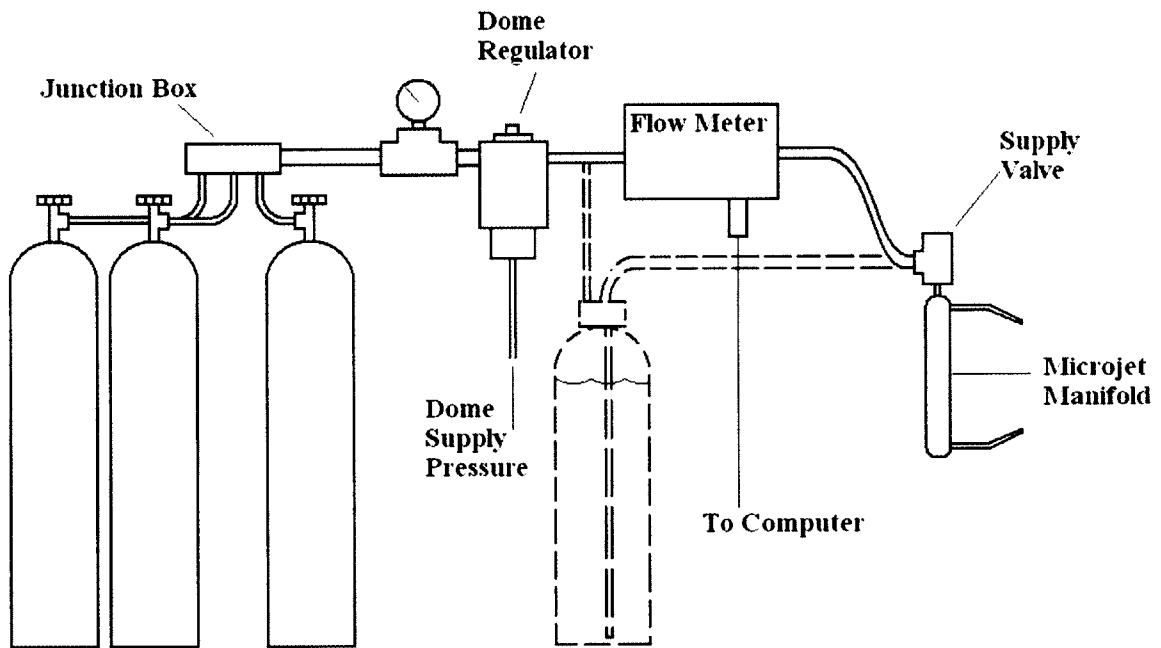 Dome
Regulator
Junction Box
Flow Meter
Supply
Valve
Microjet
Manifold
Dome
Supply
Pressure
To Computer